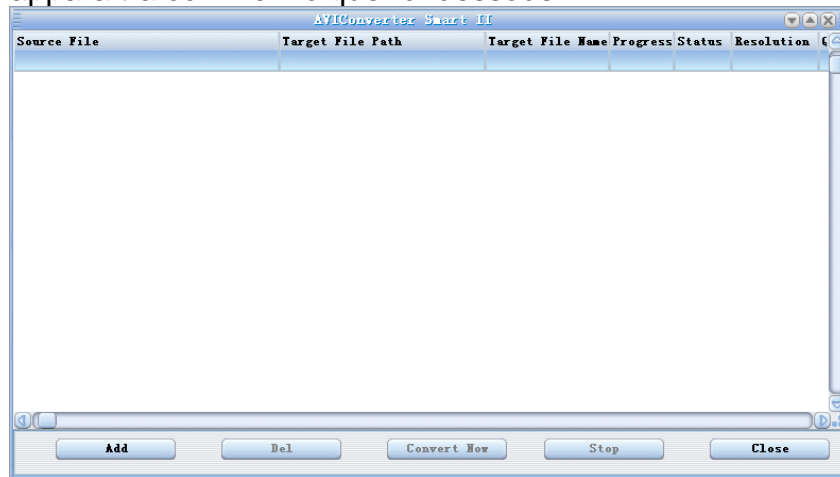 AVIConverter Smart II
Source File Target File Path Target File Name Progress Status Resolution
Add Del Convert Now Stop Close